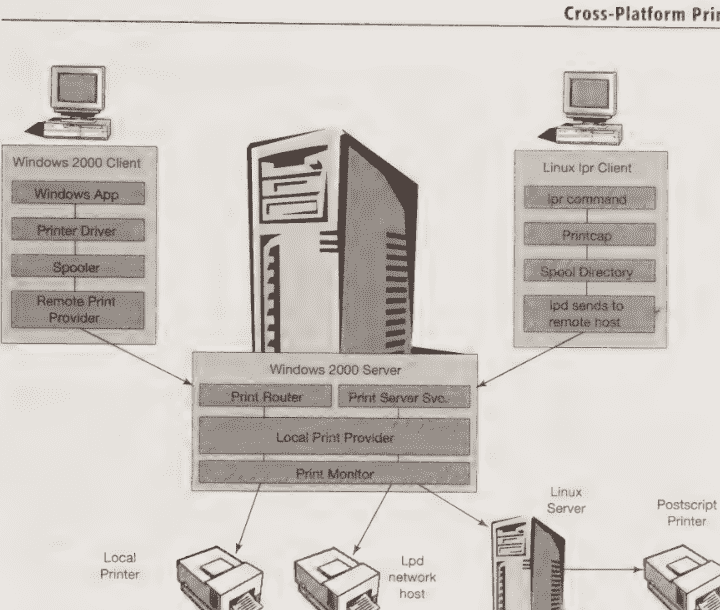 Cross-Platform Prin
Windows 2000 Client
Windows App
Printer Driver
Spooler
Remote Print
Provider
Linux lpr Client
lpr command
Printcap
Spool Directory
lpd sends to
remote host
Windows 2000 Server
Print Router
Print Server Svc.
Local Print Provider
Print Monitor
Local
Printer
Lpd
network
host
Linux
Server
Postscript
Printer